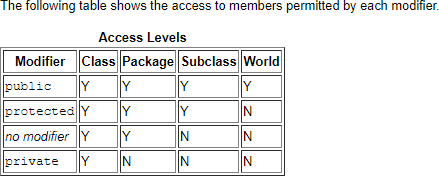 The following table shows the access to members permitted by each modifier.
Access Levels
Modifier Class Package Subclass World
public Y Y Y Y
protected Y Y Y N
no modifier Y Y N N
private Y N N N